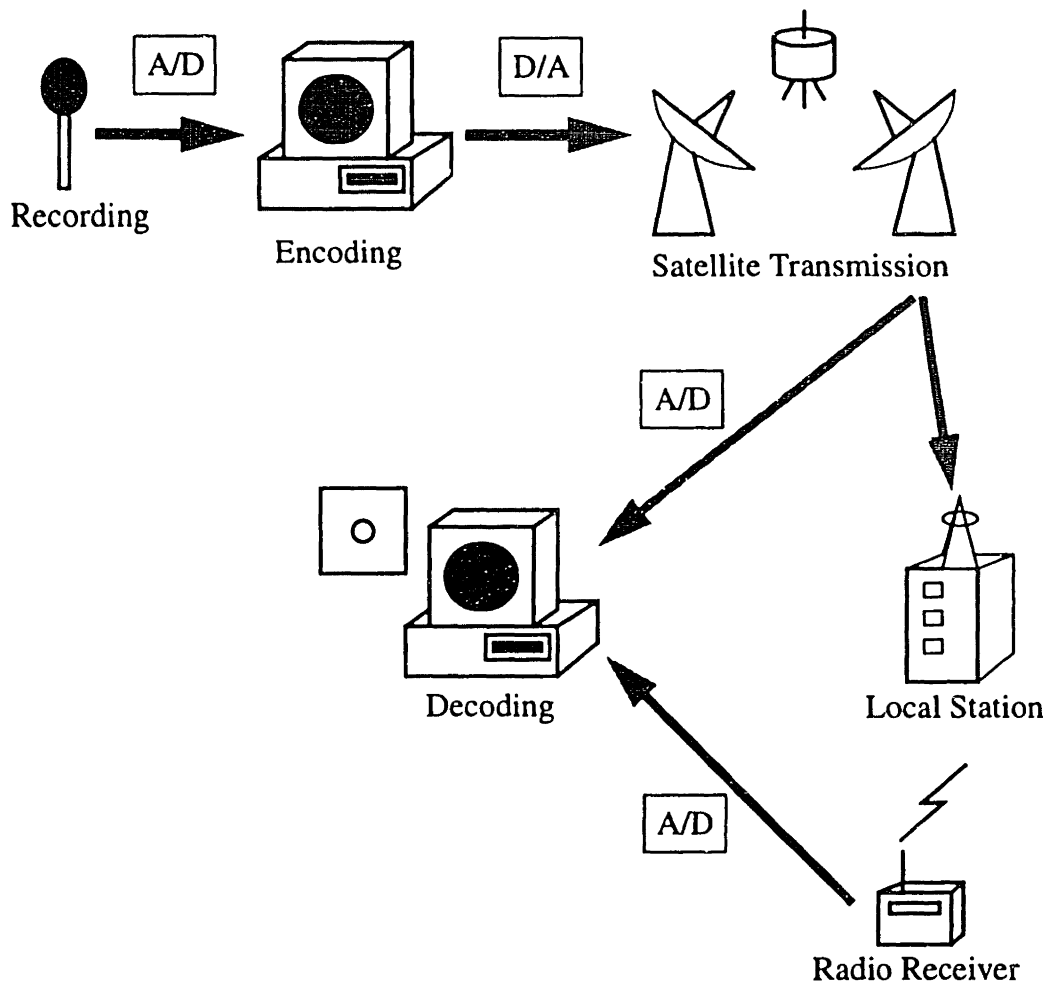 A/D
D/A
Recording
Encoding
Satellite Transmission
A/D
Decoding
Local Station
A/D
Radio Receiver